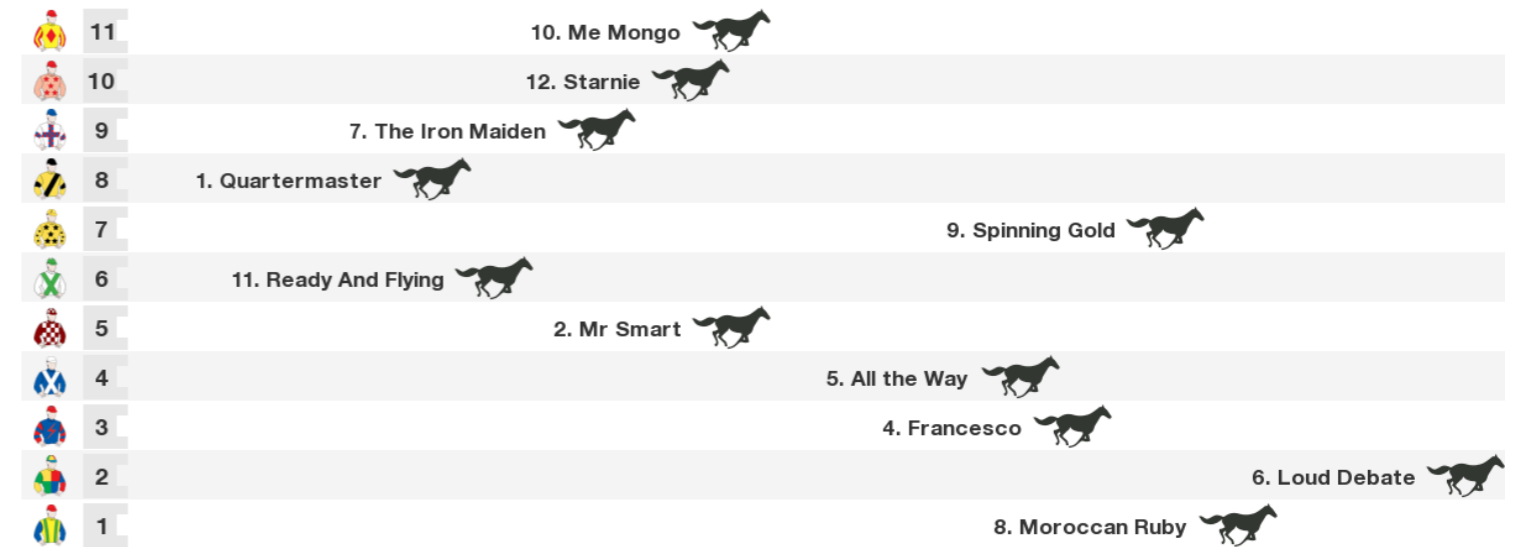 11 10. Me Mongo
10 12. Starnie
9 7. The Iron Maiden
8 1. Quartermaster
7 9. Spinning Gold
6 11. Ready And Flying
5 2. Mr Smart
4 5. All the Way
3 4. Francesco
2 6. Loud Debate
1 8. Moroccan Ruby